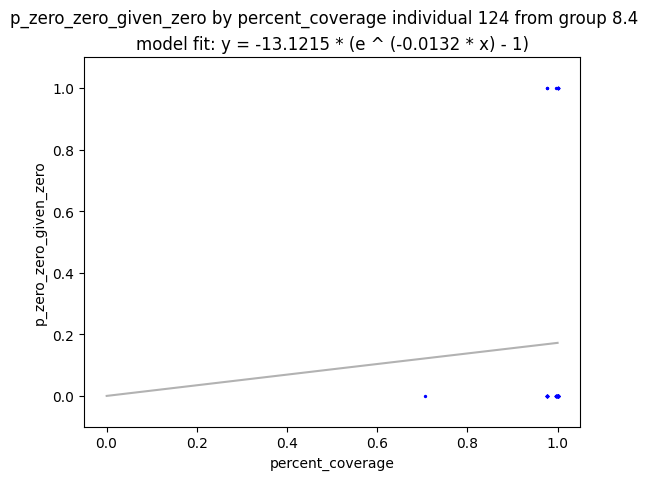 p_zero_zero_given_zero by percent_coverage individual 124 from group 8.4
model fit: y = -13.1215 * (e ^ (-0.0132 * x) - 1)
1.0
0.8
0.6
0.4
0.2
0.0
p_zero_zero_given_zero
0.0 0.2 0.4 0.6 0.8 1.0
percent_coverage